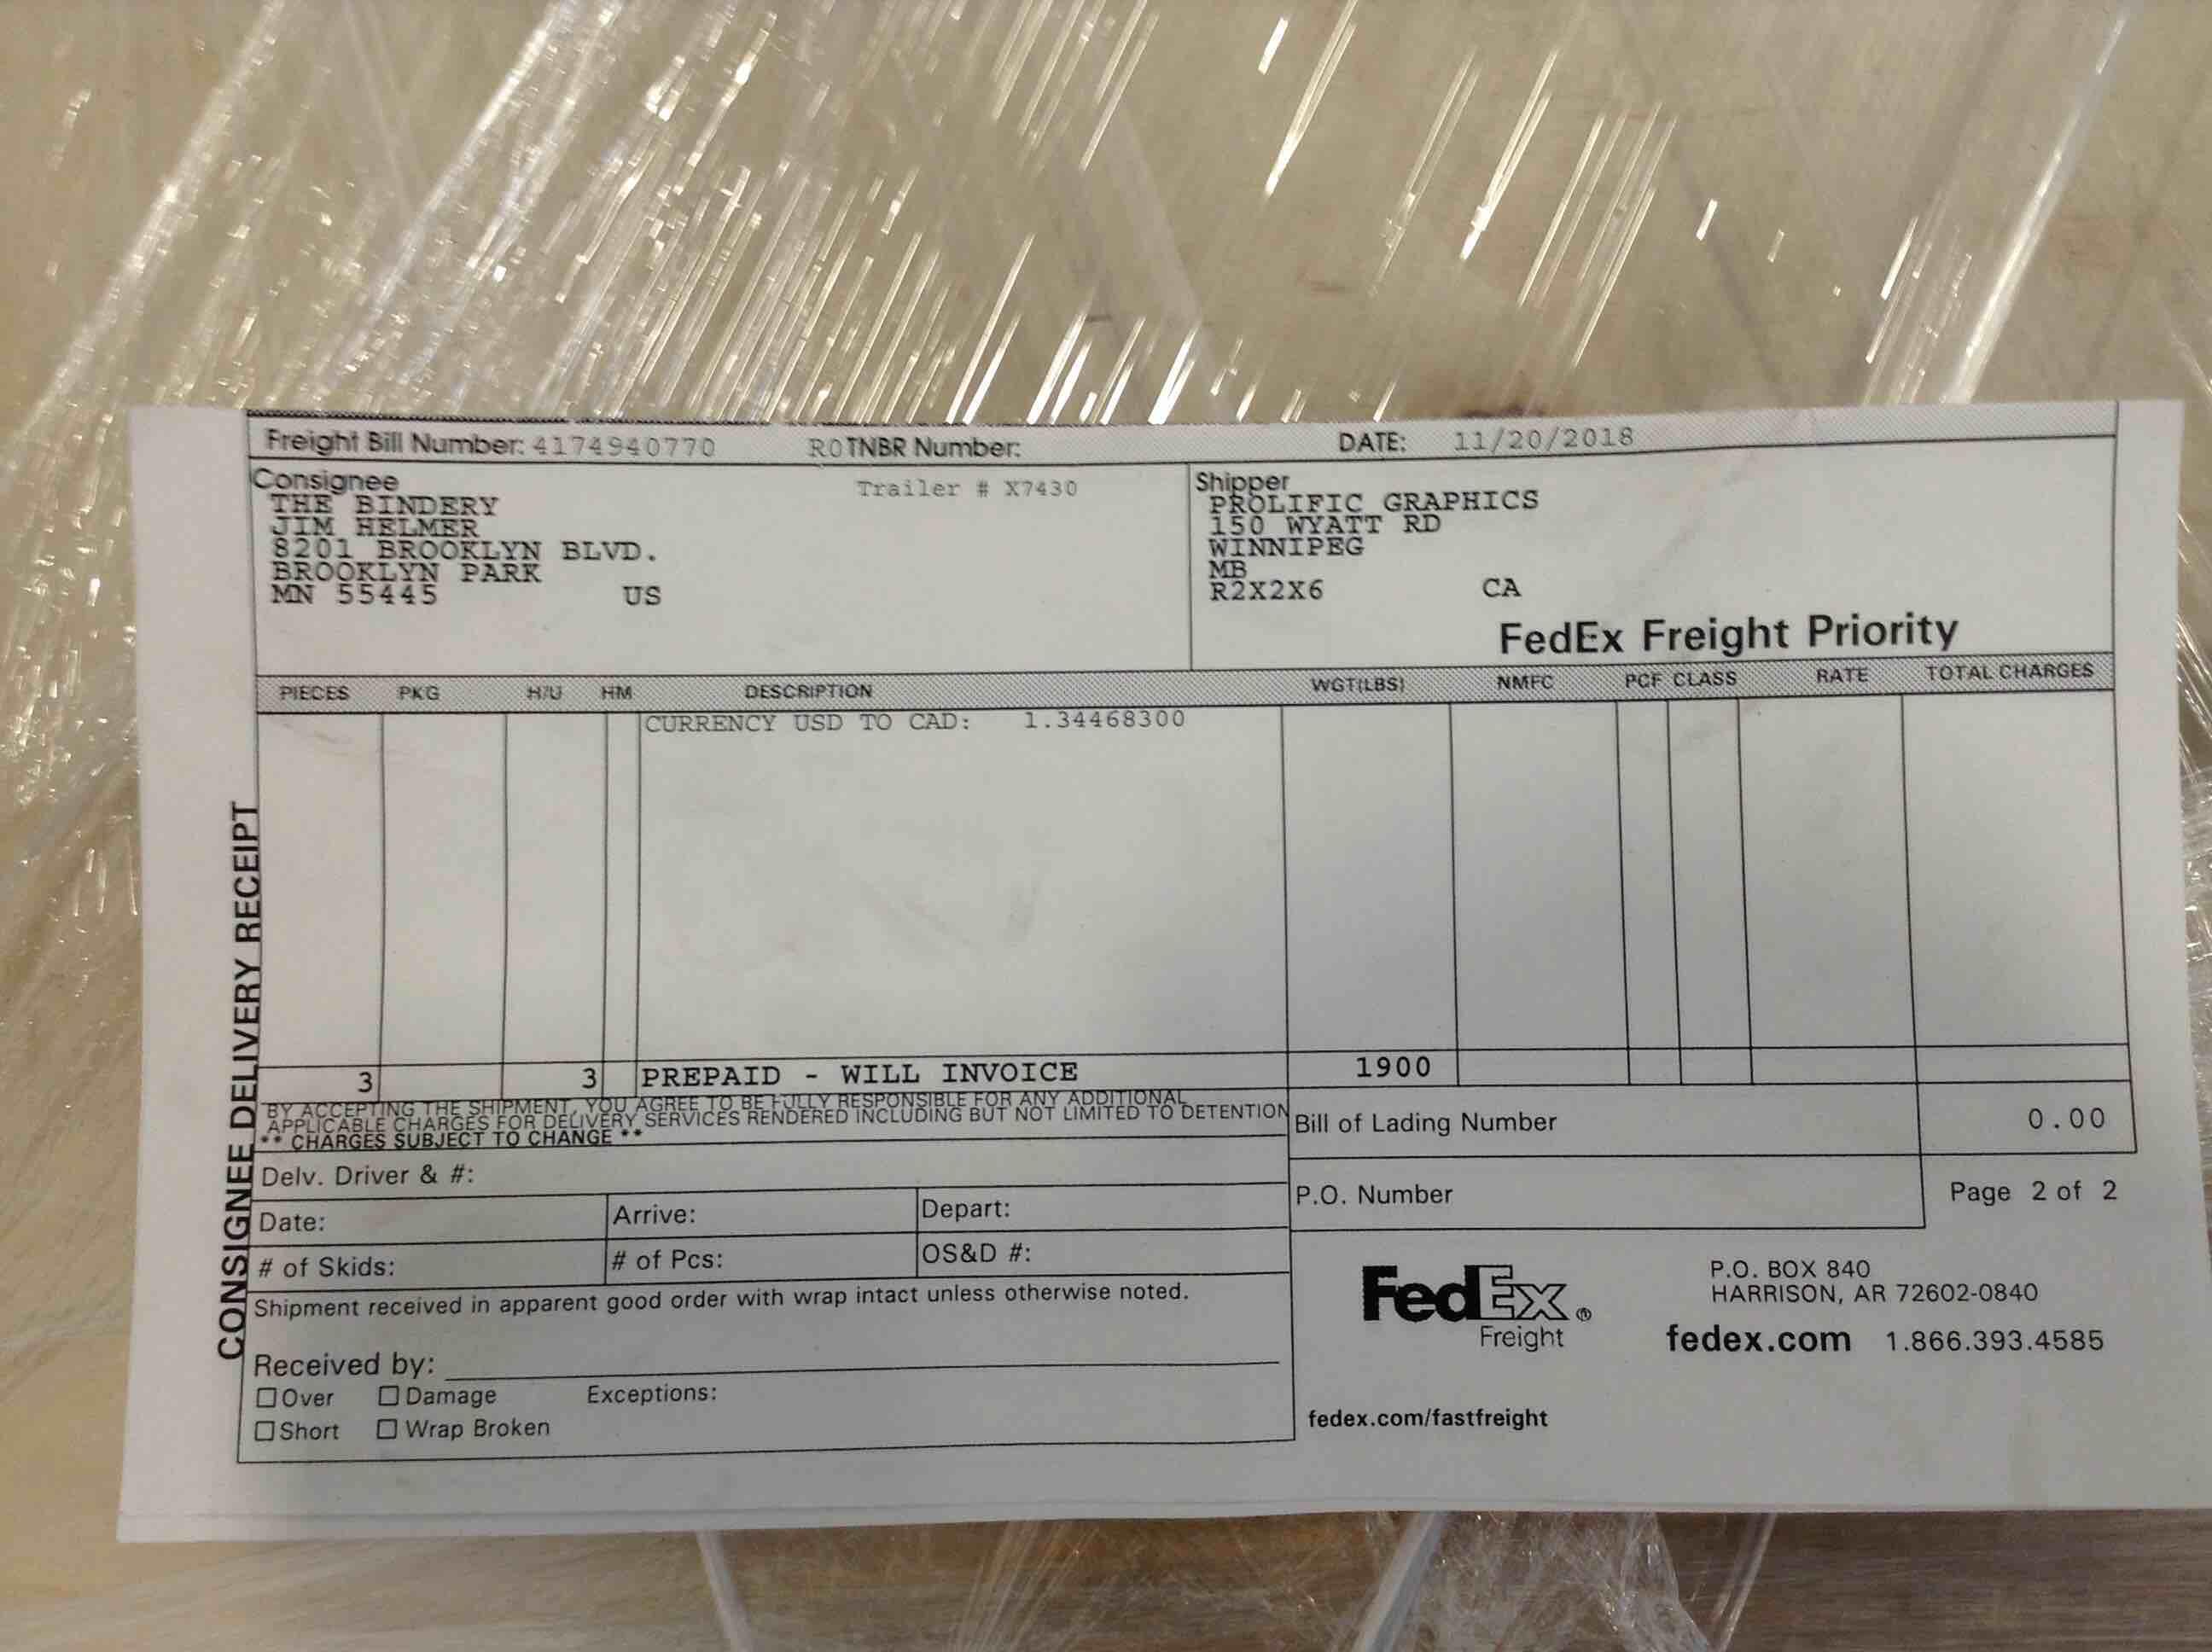 Freight Bill Number: 4174940770 ROTNBR Number: DATE: 11/20/2018
Consignee
THE BINDERY
JIM HELMER
8201 BROOKLYN BLVD.
BROOKLYN PARK
MN 55445 US
Trailer # X7430
Shipper
PROLIFIC GRAPHICS
150 WYATT RD
WINNIPEG
MB
R2X2X6 CA
FedEx Freight Priority
PIECES PKG H/U HM DESCRIPTION WGT(LBS) NMFC PCF CLASS RATE TOTAL CHARGES
CURRENCY USD TO CAD: 1.34468300
3 3 PREPAID - WILL INVOICE 1900
BY ACCEPTING THE SHIPMENT, YOU AGREE TO BE FULLY RESPONSIBLE FOR ANY ADDITIONAL
APPLICABLE CHARGES FOR DELIVERY SERVICES RENDERED INCLUDING BUT NOT LIMITED TO DETENTION
** CHARGES SUBJECT TO CHANGE **
Bill of Lading Number 0.00
Delv. Driver & #:
P.O. Number Page 2 of 2
Date: Arrive: Depart:
# of Skids: # of Pcs: OS&D #:
Shipment received in apparent good order with wrap intact unless otherwise noted.
Received by:
Over Damage Exceptions:
Short Wrap Broken
FedEx®
Freight
P.O. BOX 840
HARRISON, AR 72602-0840
fedex.com 1.866.393.4585
fedex.com/fastfreight
CONSIGNEE DELIVERY RECEIPT